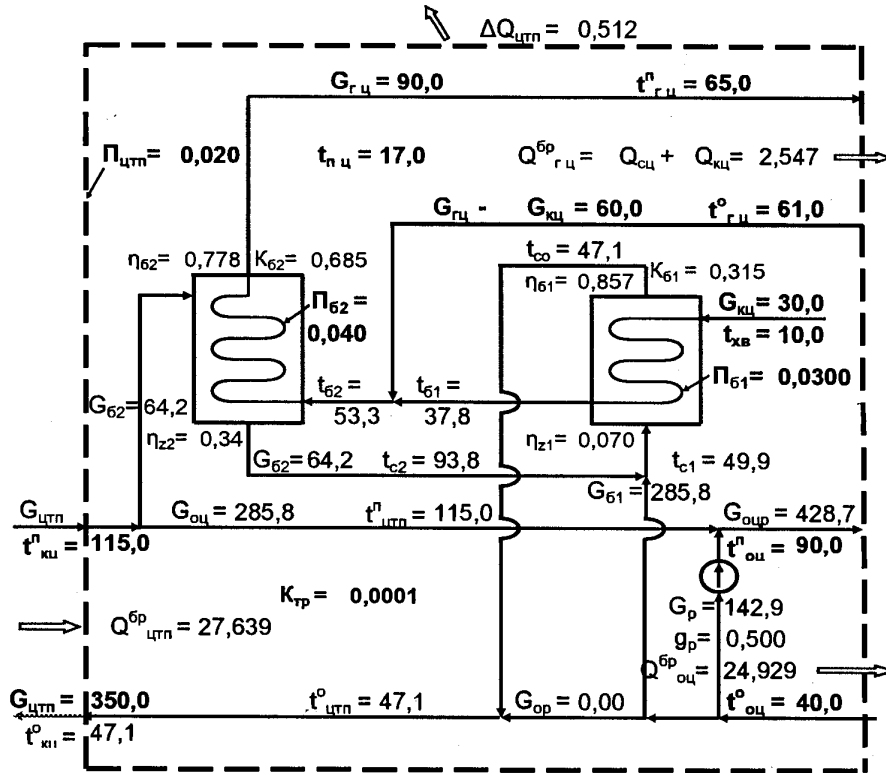 ΔQцтп = 0,512
Gг ц = 90,0 tпг ц = 65,0
Пцтп= 0,020 tп ц = 17,0 Qбрг ц = Qсц + Qкц= 2,547
Gгц - Gкц = 60,0 tог ц = 61,0
tсо = 47,1
ηб2= 0,778 Kб2= 0,685 ηб1= 0,857 Kб1= 0,315
Пб2 = 0,040
Gкц = 30,0
tхв = 10,0
Пб1= 0,0300
Gб2= 64,2 tб2 = 53,3 tб1 = 37,8
ηz2= 0,34 ηz1= 0,070
Gб2= 64,2 tс2 = 93,8 tс1 = 49,9
Gб1= 285,8
Gцтп Gоц = 285,8 tпцтп = 115,0 Gоцр = 428,7
tпкц = 115,0 tпоц = 90,0
Kтр = 0,0001
Gр = 142,9
Qбрцтп = 27,639 gр= 0,500
Qброц= 24,929
Gцтп = 350,0 tоцтп = 47,1 Gор = 0,00 tооц = 40,0
tокц = 47,1